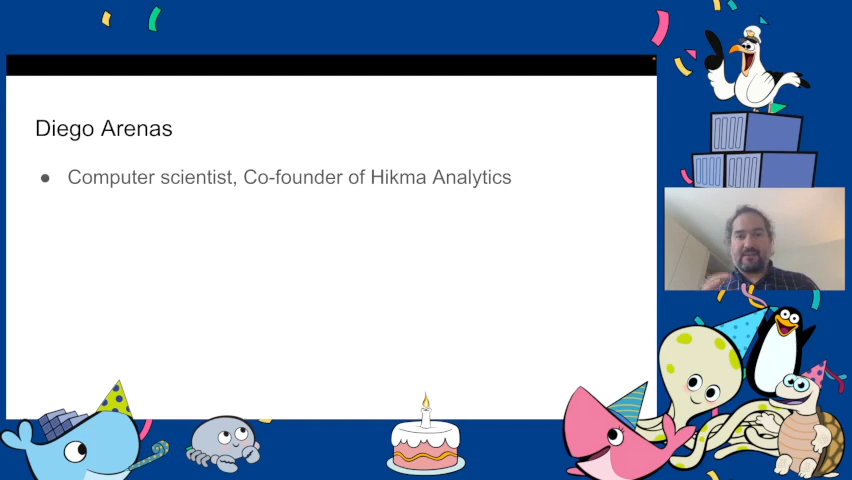 Diego Arenas
● Computer scientist, Co-founder of Hikma Analytics